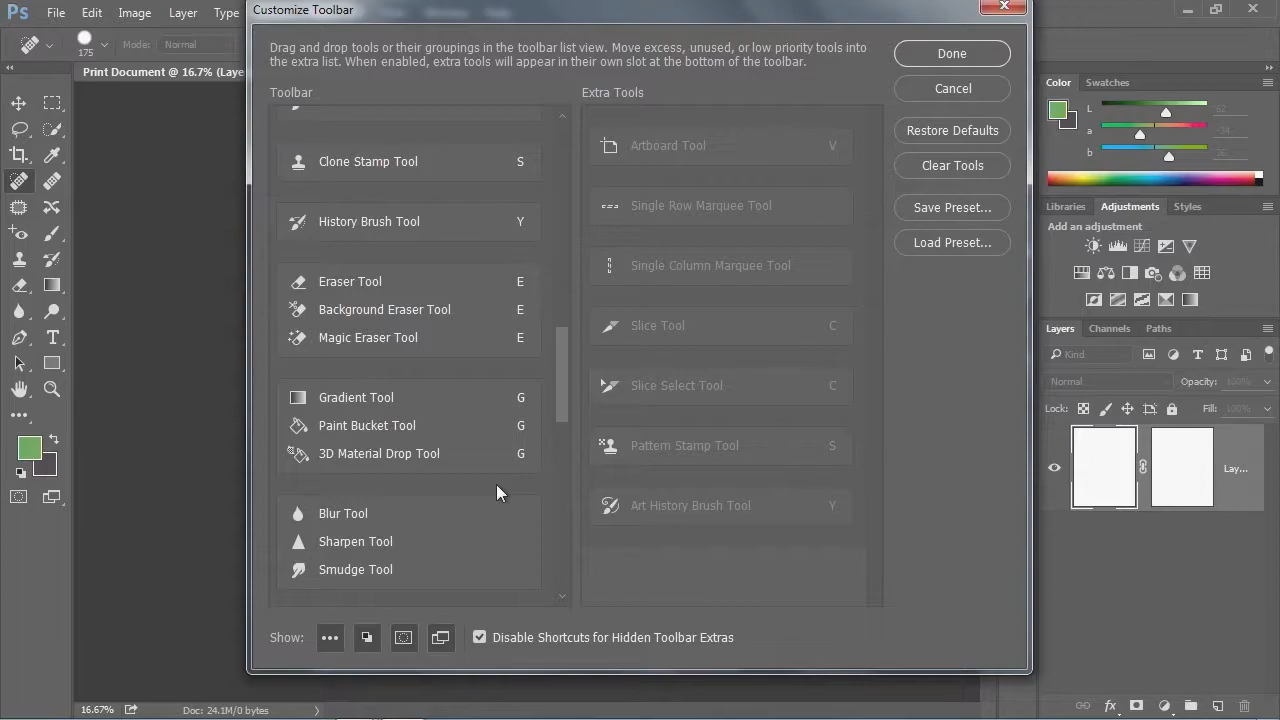 Ps File Edit Image Layer Type
Customize Toolbar
175 Mode: Normal
Print Document @ 16.7% (Laye
Drag and drop tools or their groupings in the toolbar list view. Move excess, unused, or low priority tools into
the extra list. When enabled, extra tools will appear in their own slot at the bottom of the toolbar.
Toolbar
Clone Stamp Tool S
History Brush Tool Y
Eraser Tool E
Background Eraser Tool E
Magic Eraser Tool E
Gradient Tool G
Paint Bucket Tool G
3D Material Drop Tool G
Blur Tool
Sharpen Tool
Smudge Tool
Extra Tools
Artboard Tool V
Single Row Marquee Tool
Single Column Marquee Tool
Slice Tool C
Slice Select Tool C
Pattern Stamp Tool S
Art History Brush Tool Y
Done
Cancel
Restore Defaults
Clear Tools
Save Preset...
Load Preset...
Show: Disable Shortcuts for Hidden Toolbar Extras
Color Swatches
L 62
a -34
b
Libraries Adjustments Styles
Add an adjustment
Layers Channels Paths
Kind
Normal Opacity: 100%
Lock: Fill: 100%
Lay...
fx
16.67% Doc: 24.1M/0 bytes